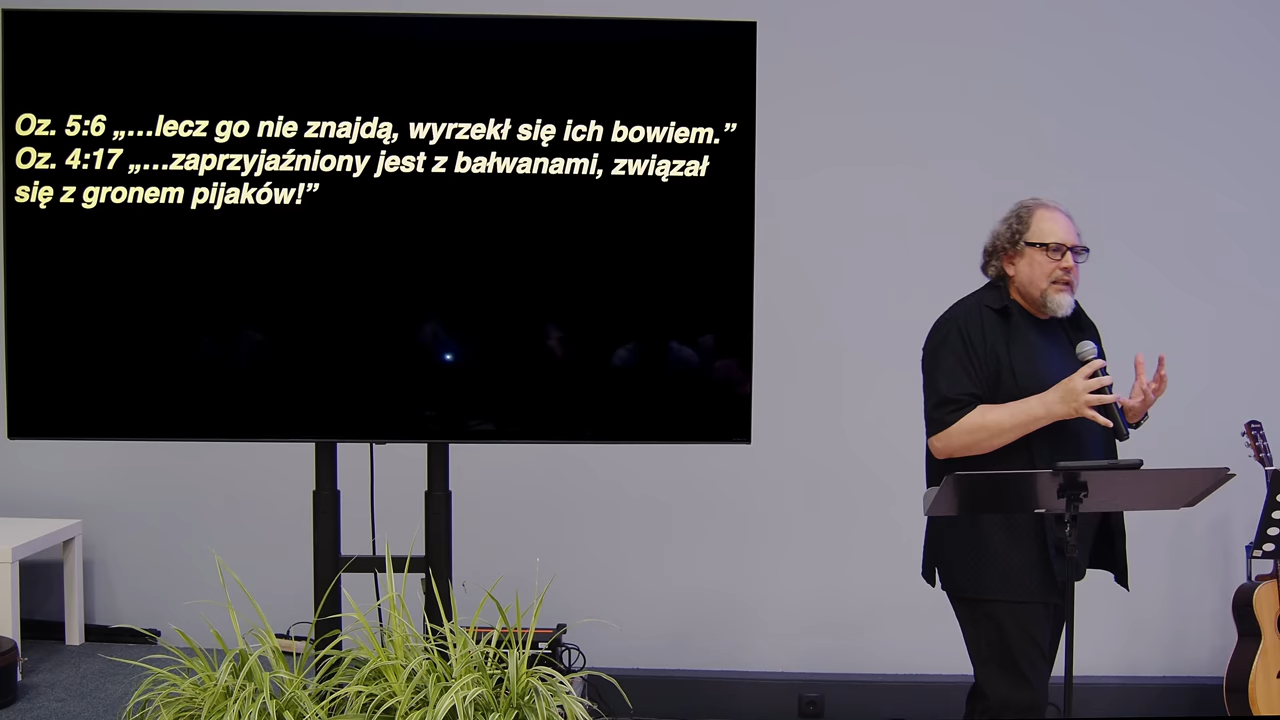 Oz. 5:6 „…lecz go nie znajdą, wyrzekł się ich bowiem.”
Oz. 4:17 „…zaprzyjaźniony jest z bałwanami, związał
się z gronem pijaków!”